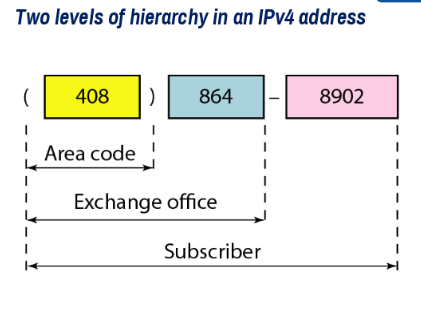 Two levels of hierarchy in an IPv4 address
( 408 ) 864 – 8902
Area code
Exchange office
Subscriber